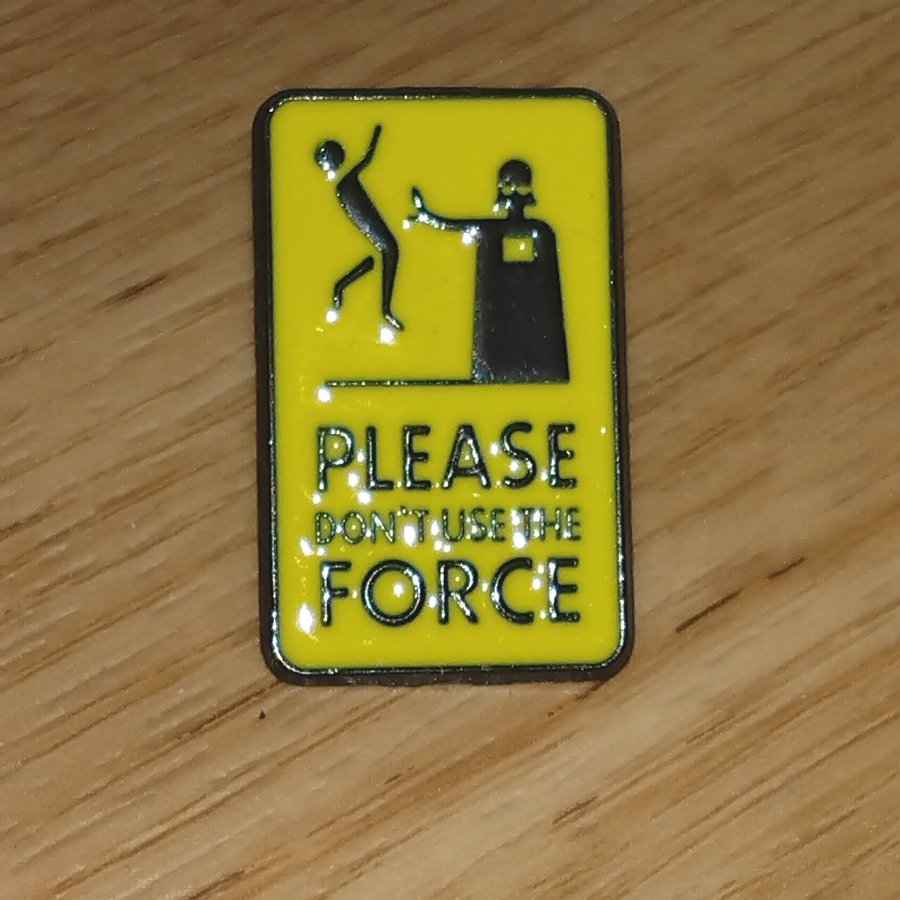 PLEASE
DON'T USE THE
FORCE